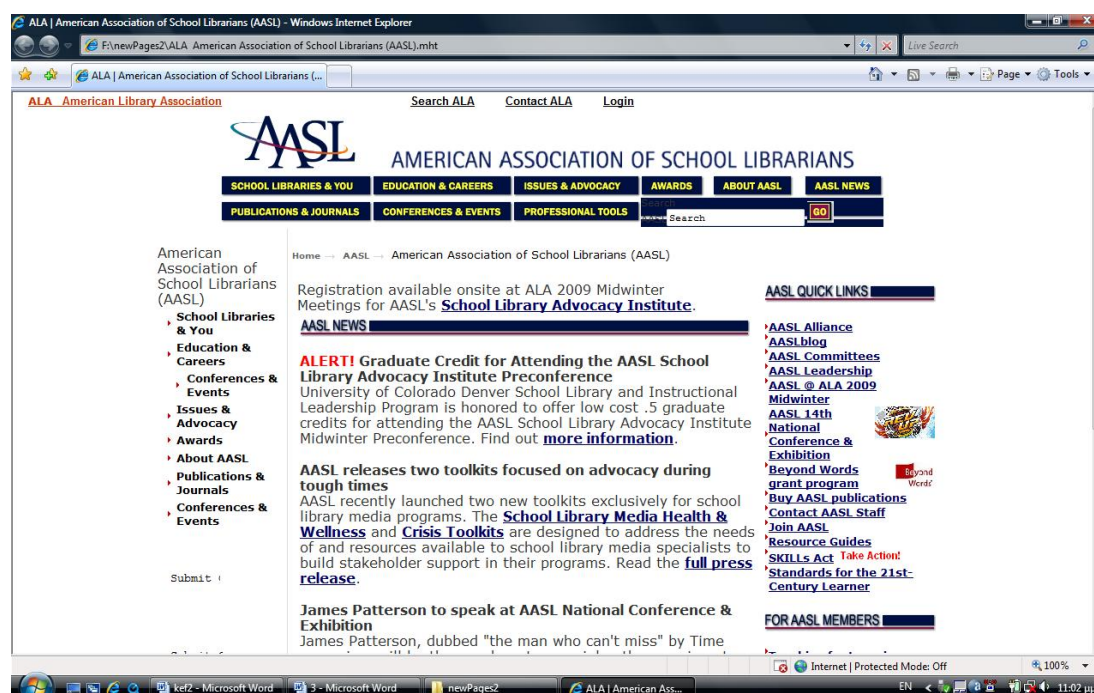 ALA | American Association of School Librarians (AASL) - Windows Internet Explorer
F:\newPages2\ALA American Association of School Librarians (AASL).mht
Live Search
ALA | American Association of School Librarians (...
Page
Tools
ALA American Library Association
Search ALA Contact ALA Login
AASL AMERICAN ASSOCIATION OF SCHOOL LIBRARIANS
SCHOOL LIBRARIES & YOU EDUCATION & CAREERS ISSUES & ADVOCACY AWARDS ABOUT AASL AASL NEWS
PUBLICATIONS & JOURNALS CONFERENCES & EVENTS PROFESSIONAL TOOLS
Search
AASL Search GO
American
Association of
School Librarians
(AASL)
School Libraries
& You
Education &
Careers
Conferences &
Events
Issues &
Advocacy
Awards
About AASL
Publications &
Journals
Conferences &
Events
Submit
Home → AASL → American Association of School Librarians (AASL)
Registration available onsite at ALA 2009 Midwinter
Meetings for AASL's School Library Advocacy Institute.
AASL NEWS
ALERT! Graduate Credit for Attending the AASL School
Library Advocacy Institute Preconference
University of Colorado Denver School Library and Instructional
Leadership Program is honored to offer low cost .5 graduate
credits for attending the AASL School Library Advocacy Institute
Midwinter Preconference. Find out more information.
AASL releases two toolkits focused on advocacy during
tough times
AASL recently launched two new toolkits exclusively for school
library media programs. The School Library Media Health &
Wellness and Crisis Toolkits are designed to address the needs
of and resources available to school library media specialists to
build stakeholder support in their programs. Read the full press
release.
James Patterson to speak at AASL National Conference &
Exhibition
James Patterson, dubbed "the man who can't miss" by Time
AASL QUICK LINKS
AASL Alliance
AASLblog
AASL Committees
AASL Leadership
AASL @ ALA 2009
Midwinter
AASL 14th
National
Conference &
Exhibition
Beyond Words
grant program
Beyond
Words
Buy AASL publications
Contact AASL Staff
Join AASL
Resource Guides
SKILLs Act Take Action!
Standards for the 21st-
Century Learner
FOR AASL MEMBERS
Internet | Protected Mode: Off
100%
kef2 - Microsoft Word
3 - Microsoft Word
newPages2
ALA | American Ass...
EN
11:02 μμ